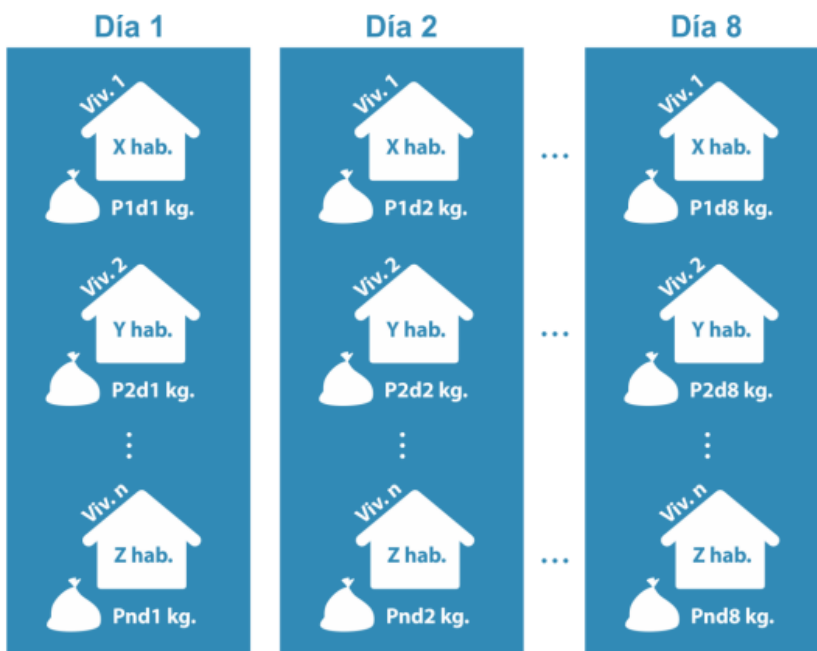 Día 1
Viv. 1
X hab.
P1d1 kg.
Viv. 2
Y hab.
P2d1 kg.
⋮
Viv. n
Z hab.
Pnd1 kg.
Día 2
Viv. 1
X hab.
P1d2 kg.
Viv. 2
Y hab.
P2d2 kg.
⋮
Viv. n
Z hab.
Pnd2 kg.
...
...
...
Día 8
Viv. 1
X hab.
P1d8 kg.
Viv. 2
Y hab.
P2d8 kg.
⋮
Viv. n
Z hab.
Pnd8 kg.